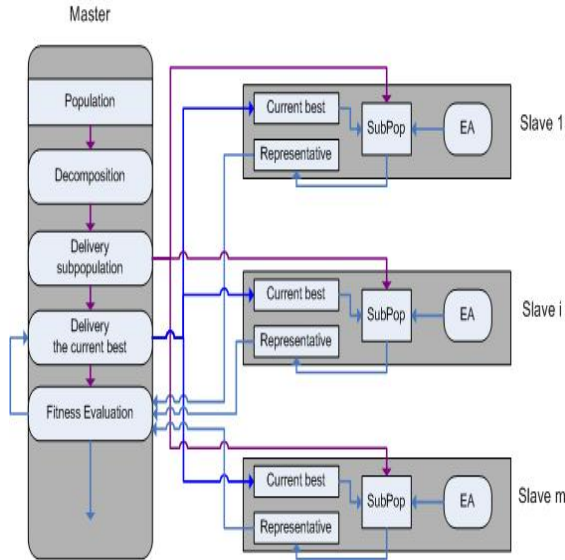 Master
Population
Decomposition
Delivery
subpopulation
Delivery
the current best
Fitness Evaluation
Current best
Representative
SubPop
EA
Slave 1
Current best
Representative
SubPop
EA
Slave i
Current best
Representative
SubPop
EA
Slave m